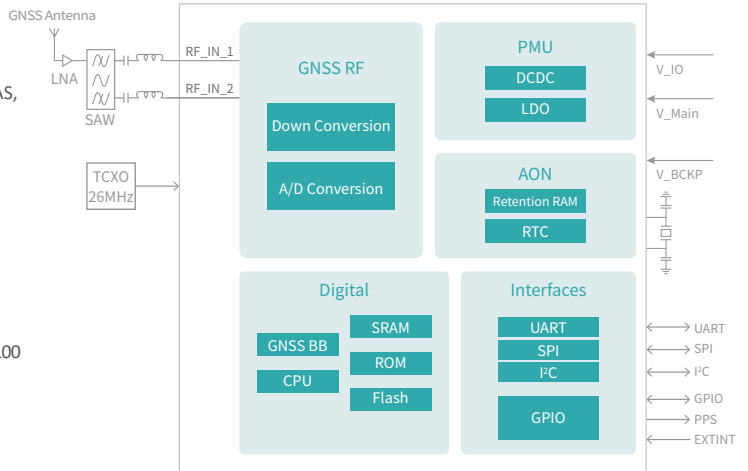 GNSS Antenna
LNA
SAW
RF_IN_1
RF_IN_2
AS,
TCXO
26MHz
00
GNSS RF
Down Conversion
A/D Conversion
PMU
DCDC
LDO
AON
Retention RAM
RTC
Digital
GNSS BB
CPU
SRAM
ROM
Flash
Interfaces
UART
SPI
I²C
GPIO
V_IO
V_Main
V_BCKP
UART
SPI
I²C
GPIO
PPS
EXTINT